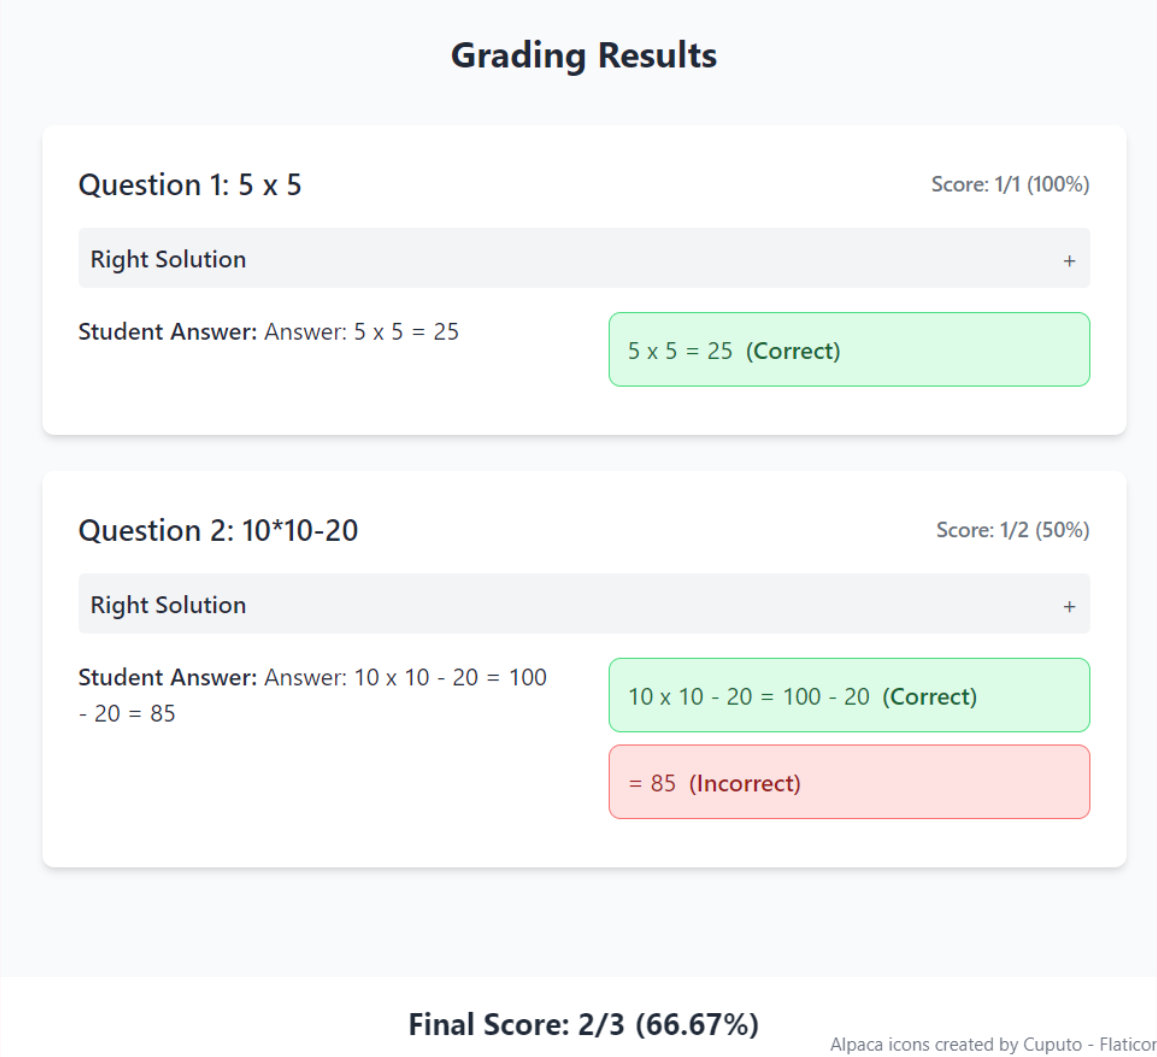 Grading Results
Question 1: 5 x 5
Score: 1/1 (100%)
Right Solution
+
Student Answer: Answer: 5 x 5 = 25
5 x 5 = 25 (Correct)
Question 2: 10*10-20
Score: 1/2 (50%)
Right Solution
+
Student Answer: Answer: 10 x 10 - 20 = 100
- 20 = 85
10 x 10 - 20 = 100 - 20 (Correct)
= 85 (Incorrect)
Final Score: 2/3 (66.67%)
Alpaca icons created by Cuputo - Flaticon